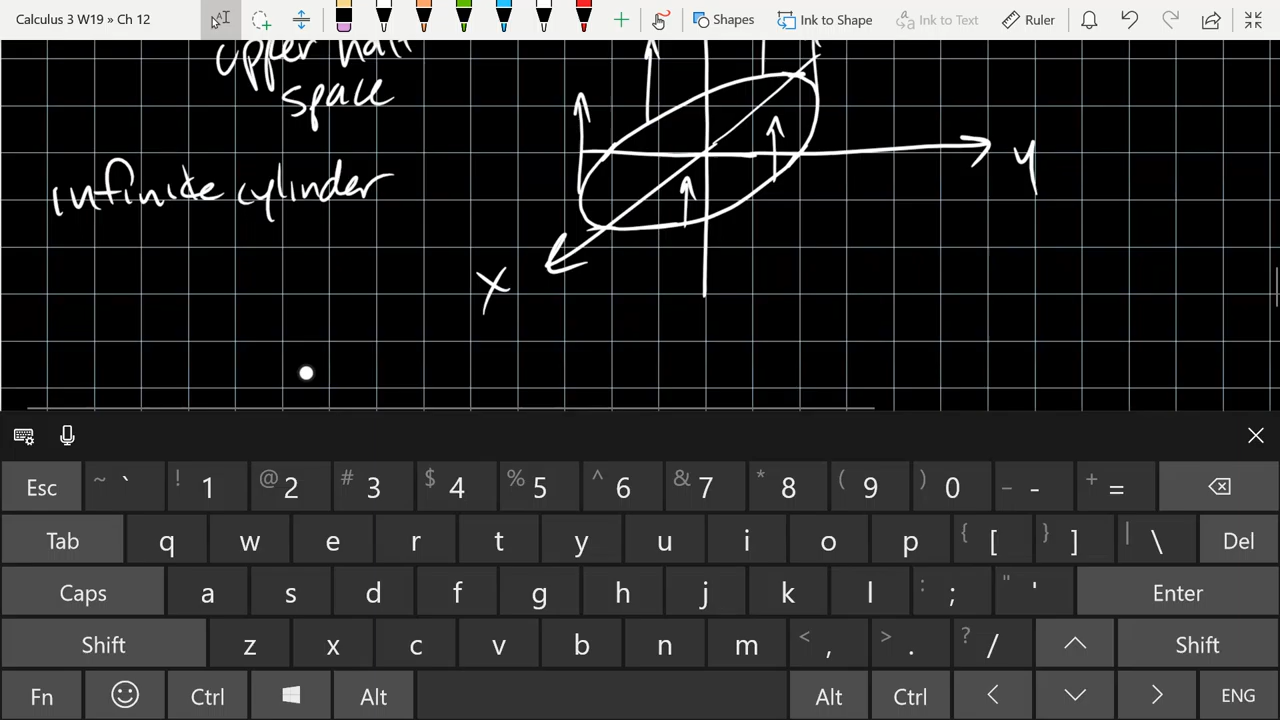 Calculus 3 W19 » Ch 12
Shapes
Ink to Shape
Ink to Text
Ruler
upper half
space
infinite cylinder
y
x
Esc ~ ` ! 1 @ 2 # 3 $ 4 % 5 ^ 6 & 7 * 8 ( 9 ) 0 _ - + =
Tab q w e r t y u i o p { [ } ] | \ Del
Caps a s d f g h j k l : ; " ' Enter
Shift z x c v b n m < , > . ? / Shift
Fn Ctrl Alt Alt Ctrl ENG